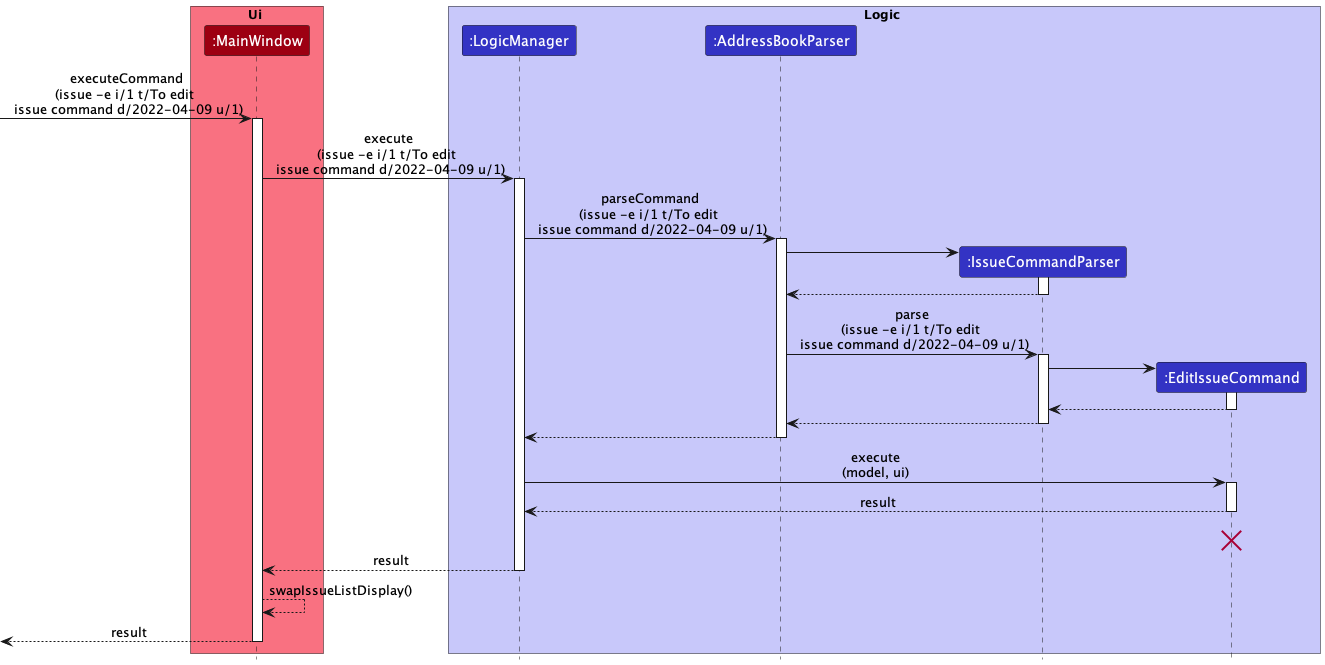 Ui
Logic
:MainWindow
:LogicManager
:AddressBookParser
executeCommand
(issue -e i/1 t/To edit
issue command d/2022-04-09 u/1)
execute
(issue -e i/1 t/To edit
issue command d/2022-04-09 u/1)
parseCommand
(issue -e i/1 t/To edit
issue command d/2022-04-09 u/1)
:IssueCommandParser
parse
(issue -e i/1 t/To edit
issue command d/2022-04-09 u/1)
:EditIssueCommand
execute
(model, ui)
result
result
swapIssueListDisplay()
result